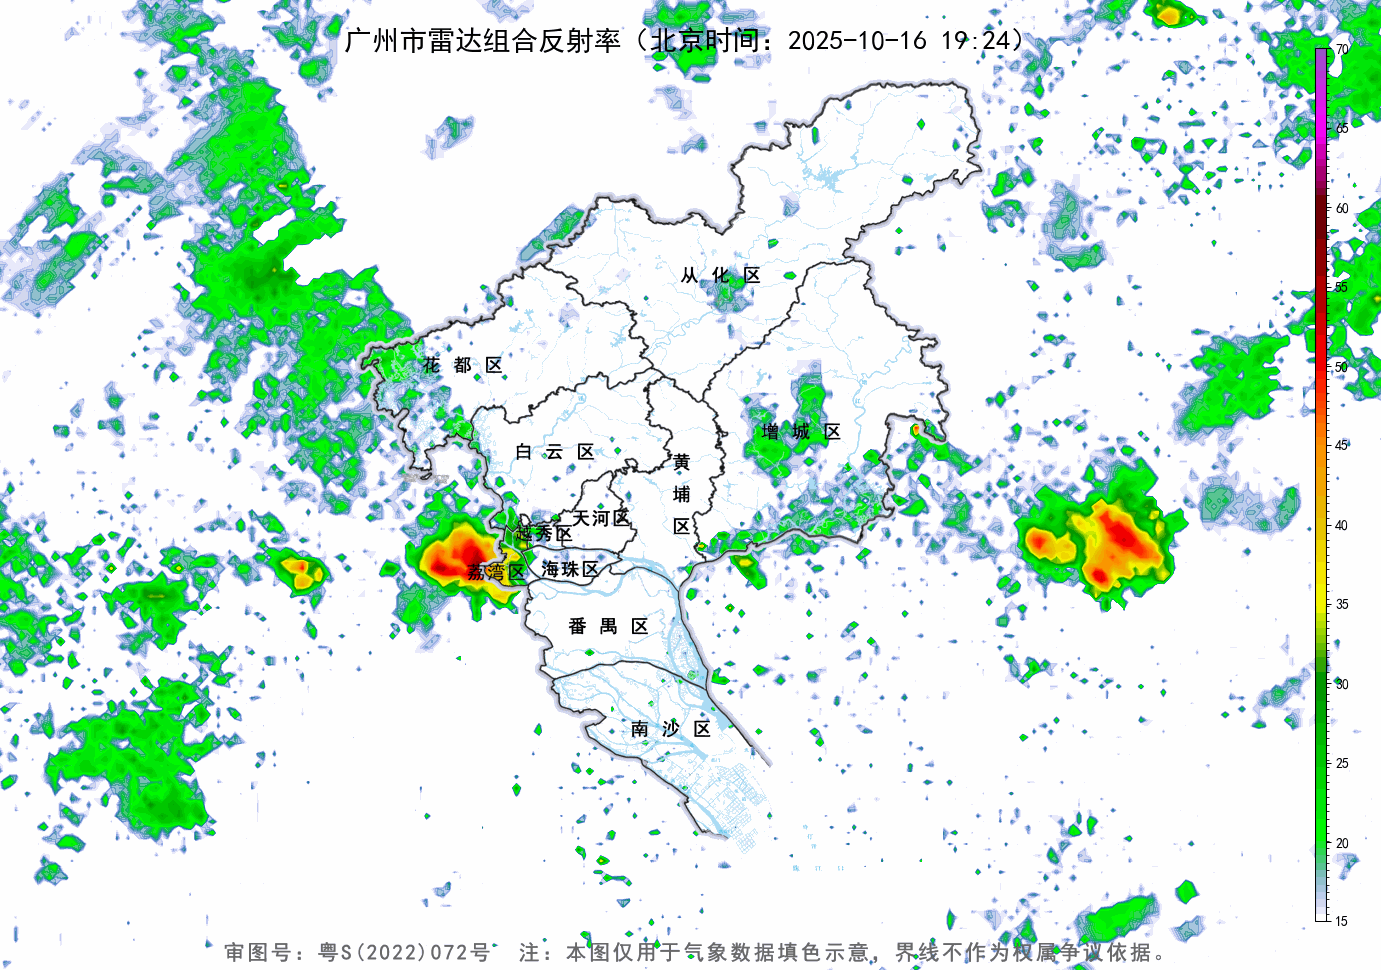 广州市雷达组合反射率（北京时间：2025-10-16 19:24）
70
65
60
55
50
45
40
35
30
25
20
15
从化区
花都区
增城区
白云区
黄埔区
天河区
越秀区
荔湾区
海珠区
番禺区
南沙区
审图号：粤S(2022)072号 注：本图仅用于气象数据填色示意，界线不作为权属争议依据。